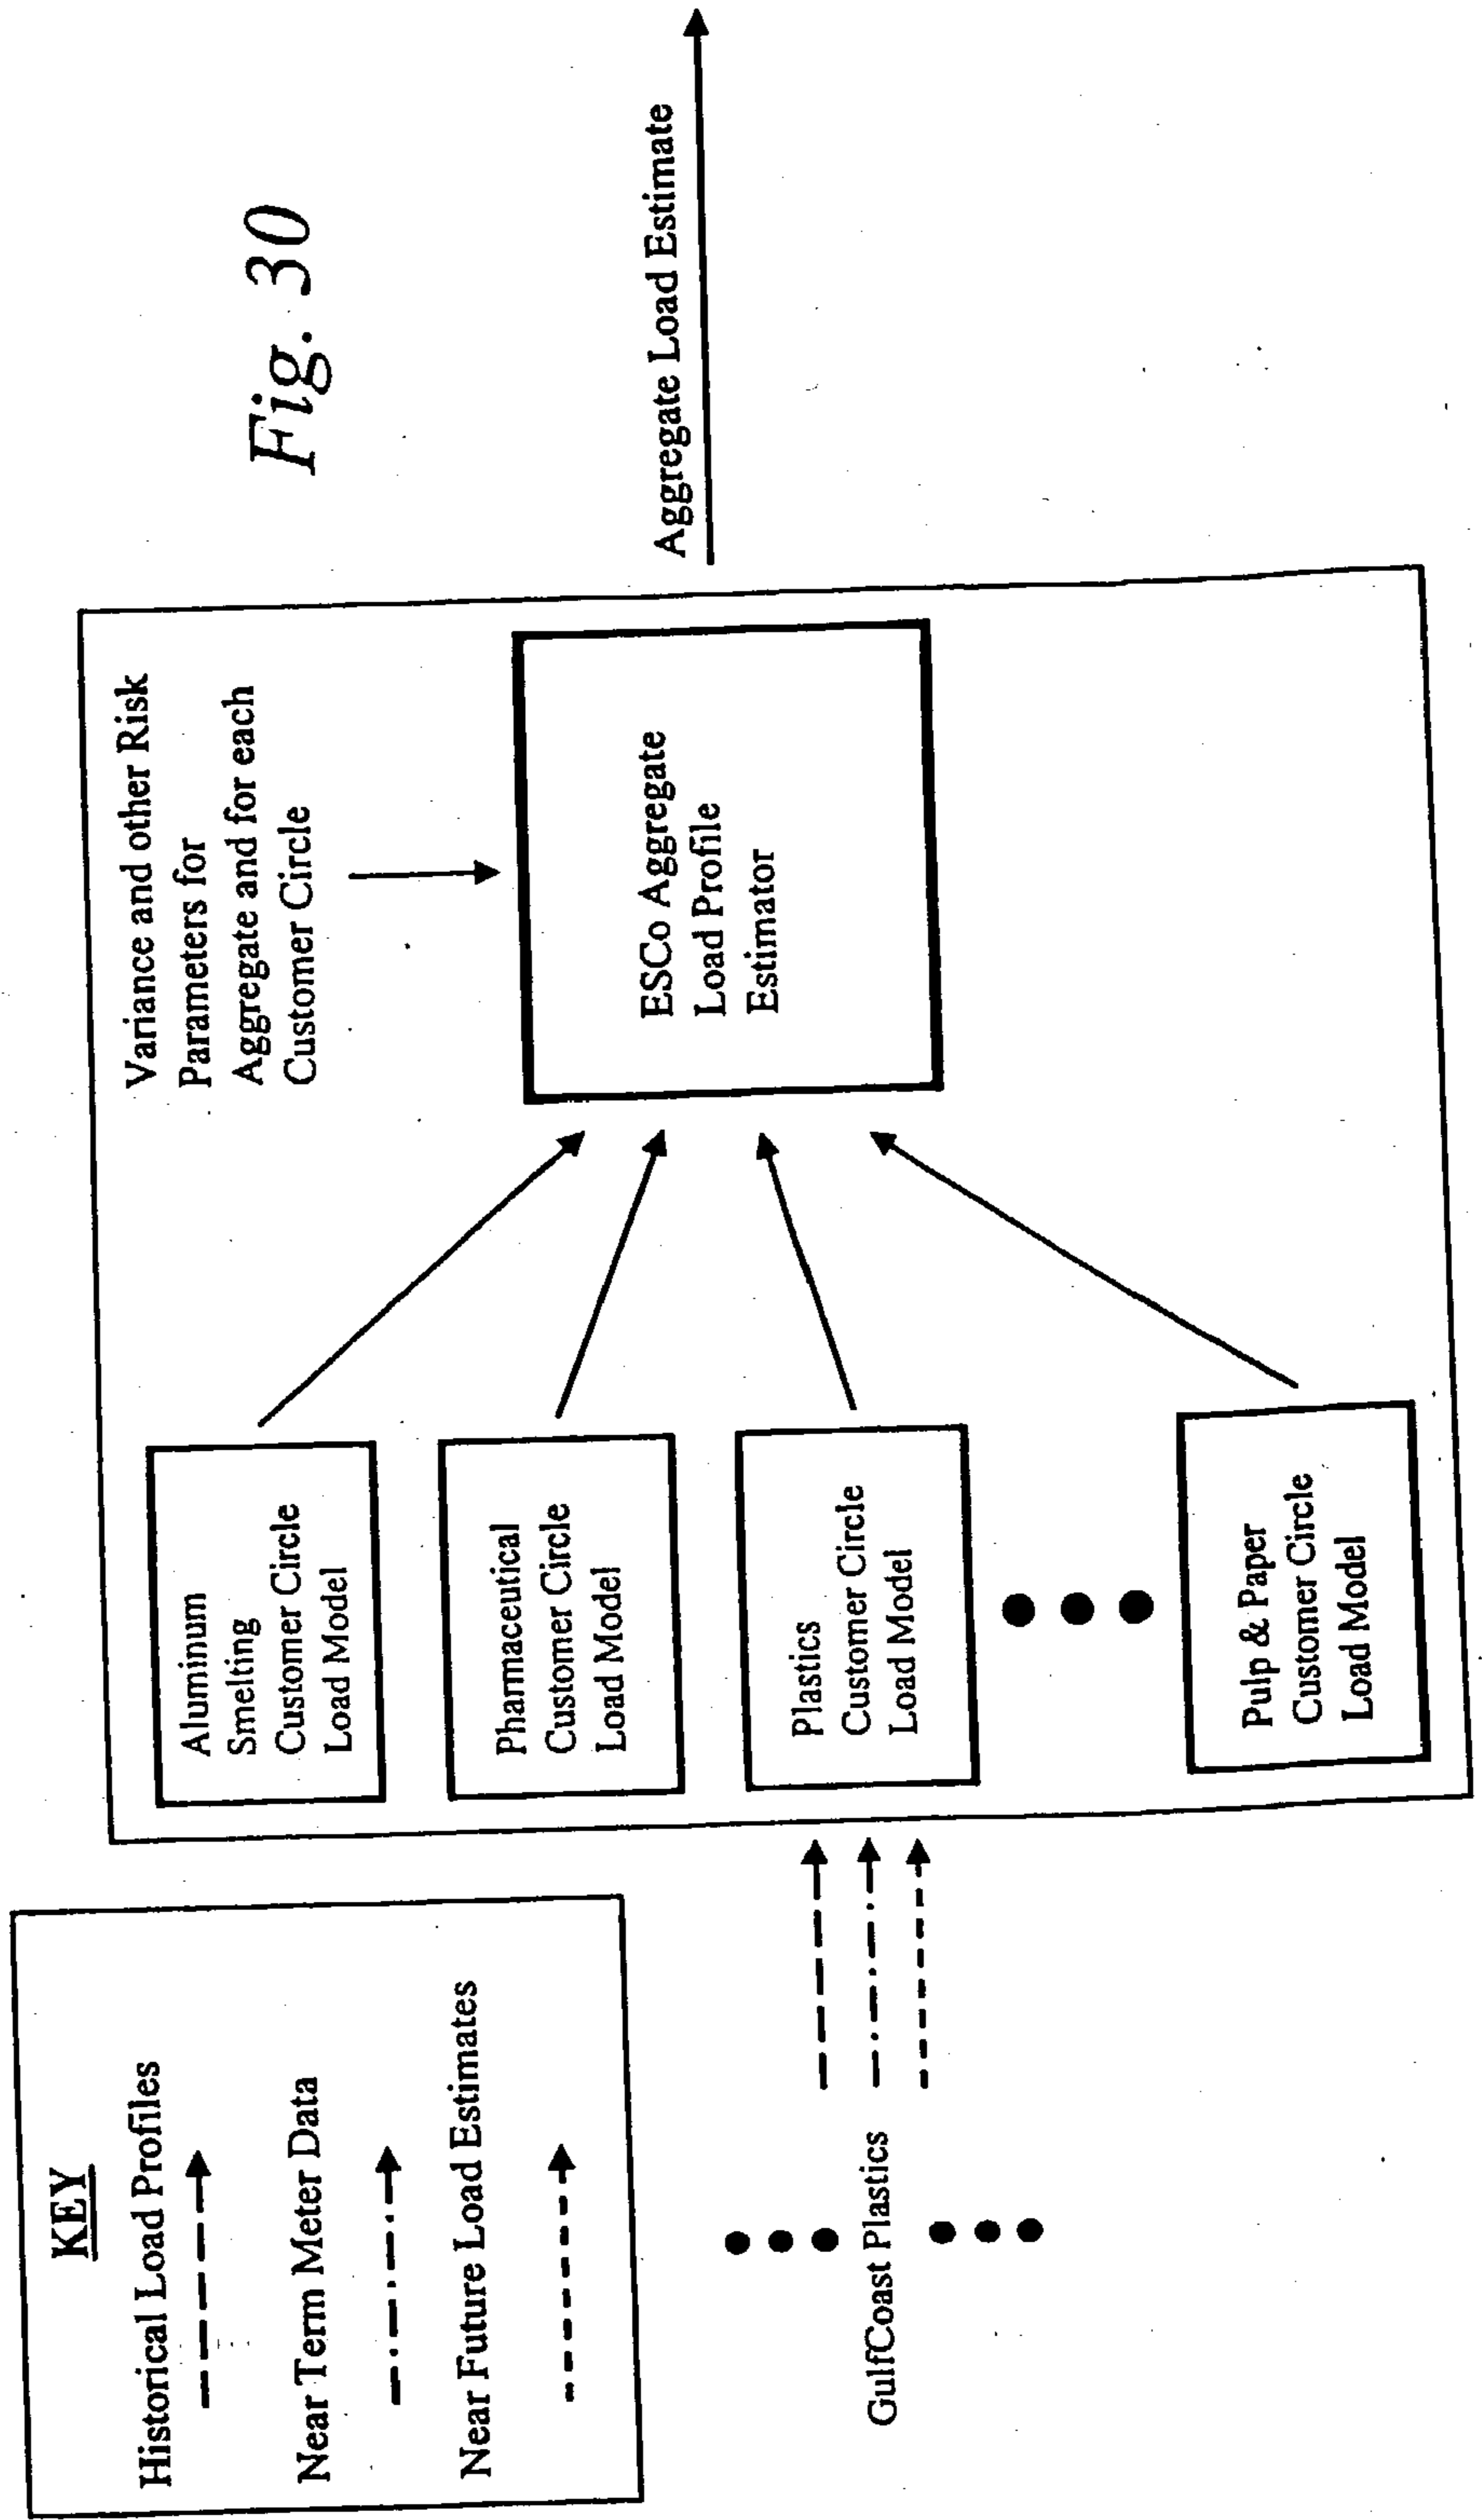 KEY
Historical Load Profiles
Near Term Meter Data
Near Future Load Estimates
GulfCoast Plastics
Aluminum
Smelting
Customer Circle
Load Model
Pharmaceutical
Customer Circle
Load Model
Plastics
Customer Circle
Load Model
Pulp & Paper
Customer Circle
Load Model
Variance and other Risk
Parameters for
Aggregate and for each
Customer Circle
ESCo Aggregate
Load Profile
Estimator
Aggregate Load Estimate
Fig. 30